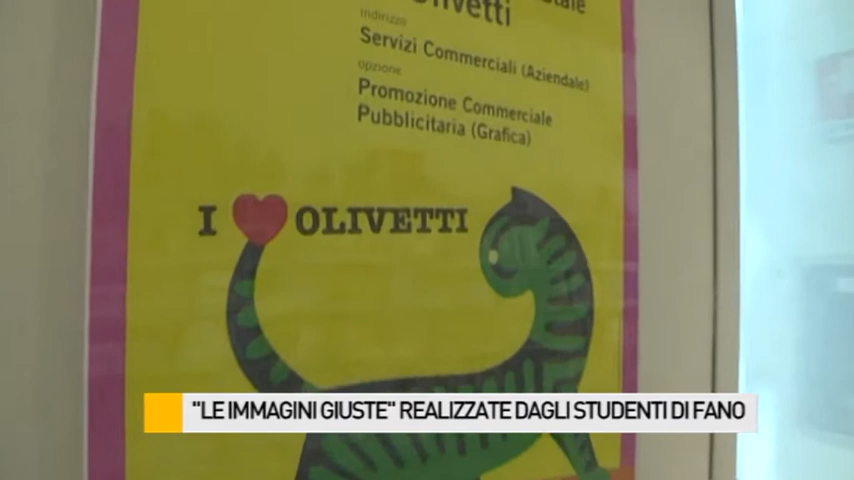 Olivetti
indirizzo
Servizi Commerciali (Aziendale)
opzione
Promozione Commerciale
Pubblicitaria (Grafica)
I OLIVETTI
"LE IMMAGINI GIUSTE" REALIZZATE DAGLI STUDENTI DI FANO